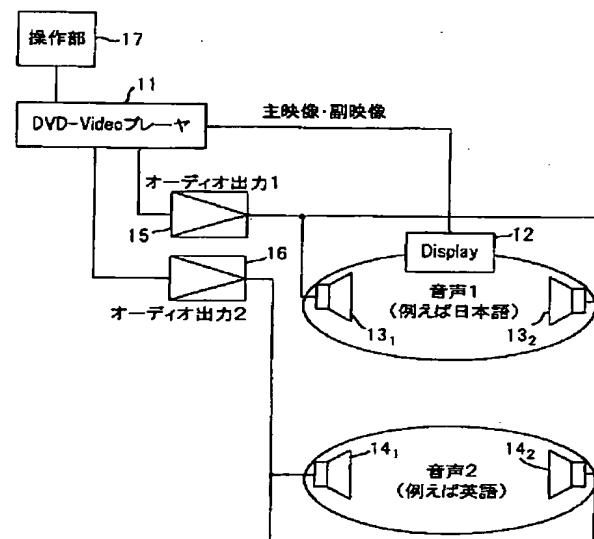 操作部
17
11
DVD-Videoプレーヤ
主映像・副映像
オーディオ出力1
15
16
オーディオ出力2
Display
12
音声1
(例えば日本語)
13₁
13₂
音声2
(例えば英語)
14₁
14₂